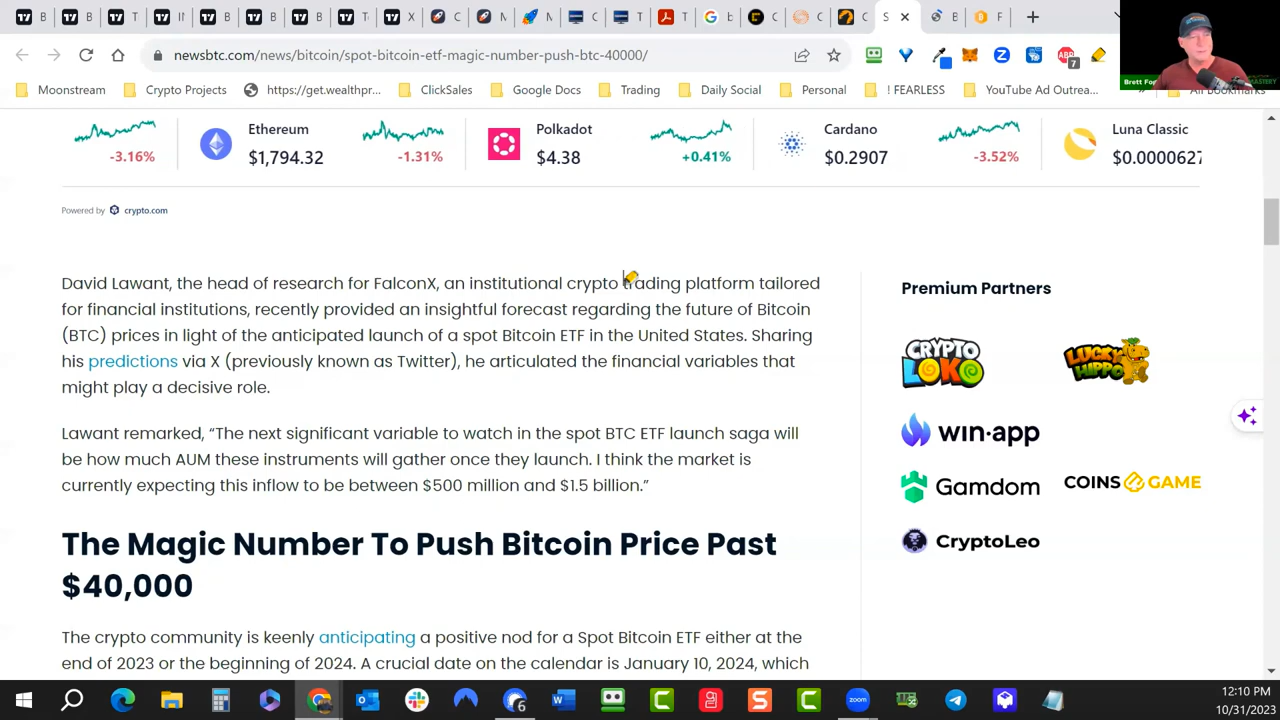 B
B
T
IN
B
B
B
T
X
C
N
N
C
T
T
b
C
C
C
S
B
F
newsbtc.com/news/bitcoin/spot-bitcoin-etf-magic-number-push-btc-40000/
7
Moonstream
Crypto Projects
https://get.wealthpr...
ClickSales
Google Docs
Trading
Daily Social
Personal
! FEARLESS
YouTube Ad Outrea...
All Bookmarks
-3.16%
Ethereum
$1,794.32
-1.31%
Polkadot
$4.38
+0.41%
Cardano
$0.2907
-3.52%
Luna Classic
$0.0000627
Powered by crypto.com
David Lawant, the head of research for FalconX, an institutional crypto trading platform tailored
for financial institutions, recently provided an insightful forecast regarding the future of Bitcoin
(BTC) prices in light of the anticipated launch of a spot Bitcoin ETF in the United States. Sharing
his predictions via X (previously known as Twitter), he articulated the financial variables that
might play a decisive role.
Lawant remarked, “The next significant variable to watch in the spot BTC ETF launch saga will
be how much AUM these instruments will gather once they launch. I think the market is
currently expecting this inflow to be between $500 million and $1.5 billion.”
The Magic Number To Push Bitcoin Price Past
$40,000
The crypto community is keenly anticipating a positive nod for a Spot Bitcoin ETF either at the
end of 2023 or the beginning of 2024. A crucial date on the calendar is January 10, 2024, which
Premium Partners
CRYPTO
LOKO
LUCKY
HIPPO
win·app
Gamdom
COINS GAME
CryptoLeo
6
zoom
12:10 PM
10/31/2023